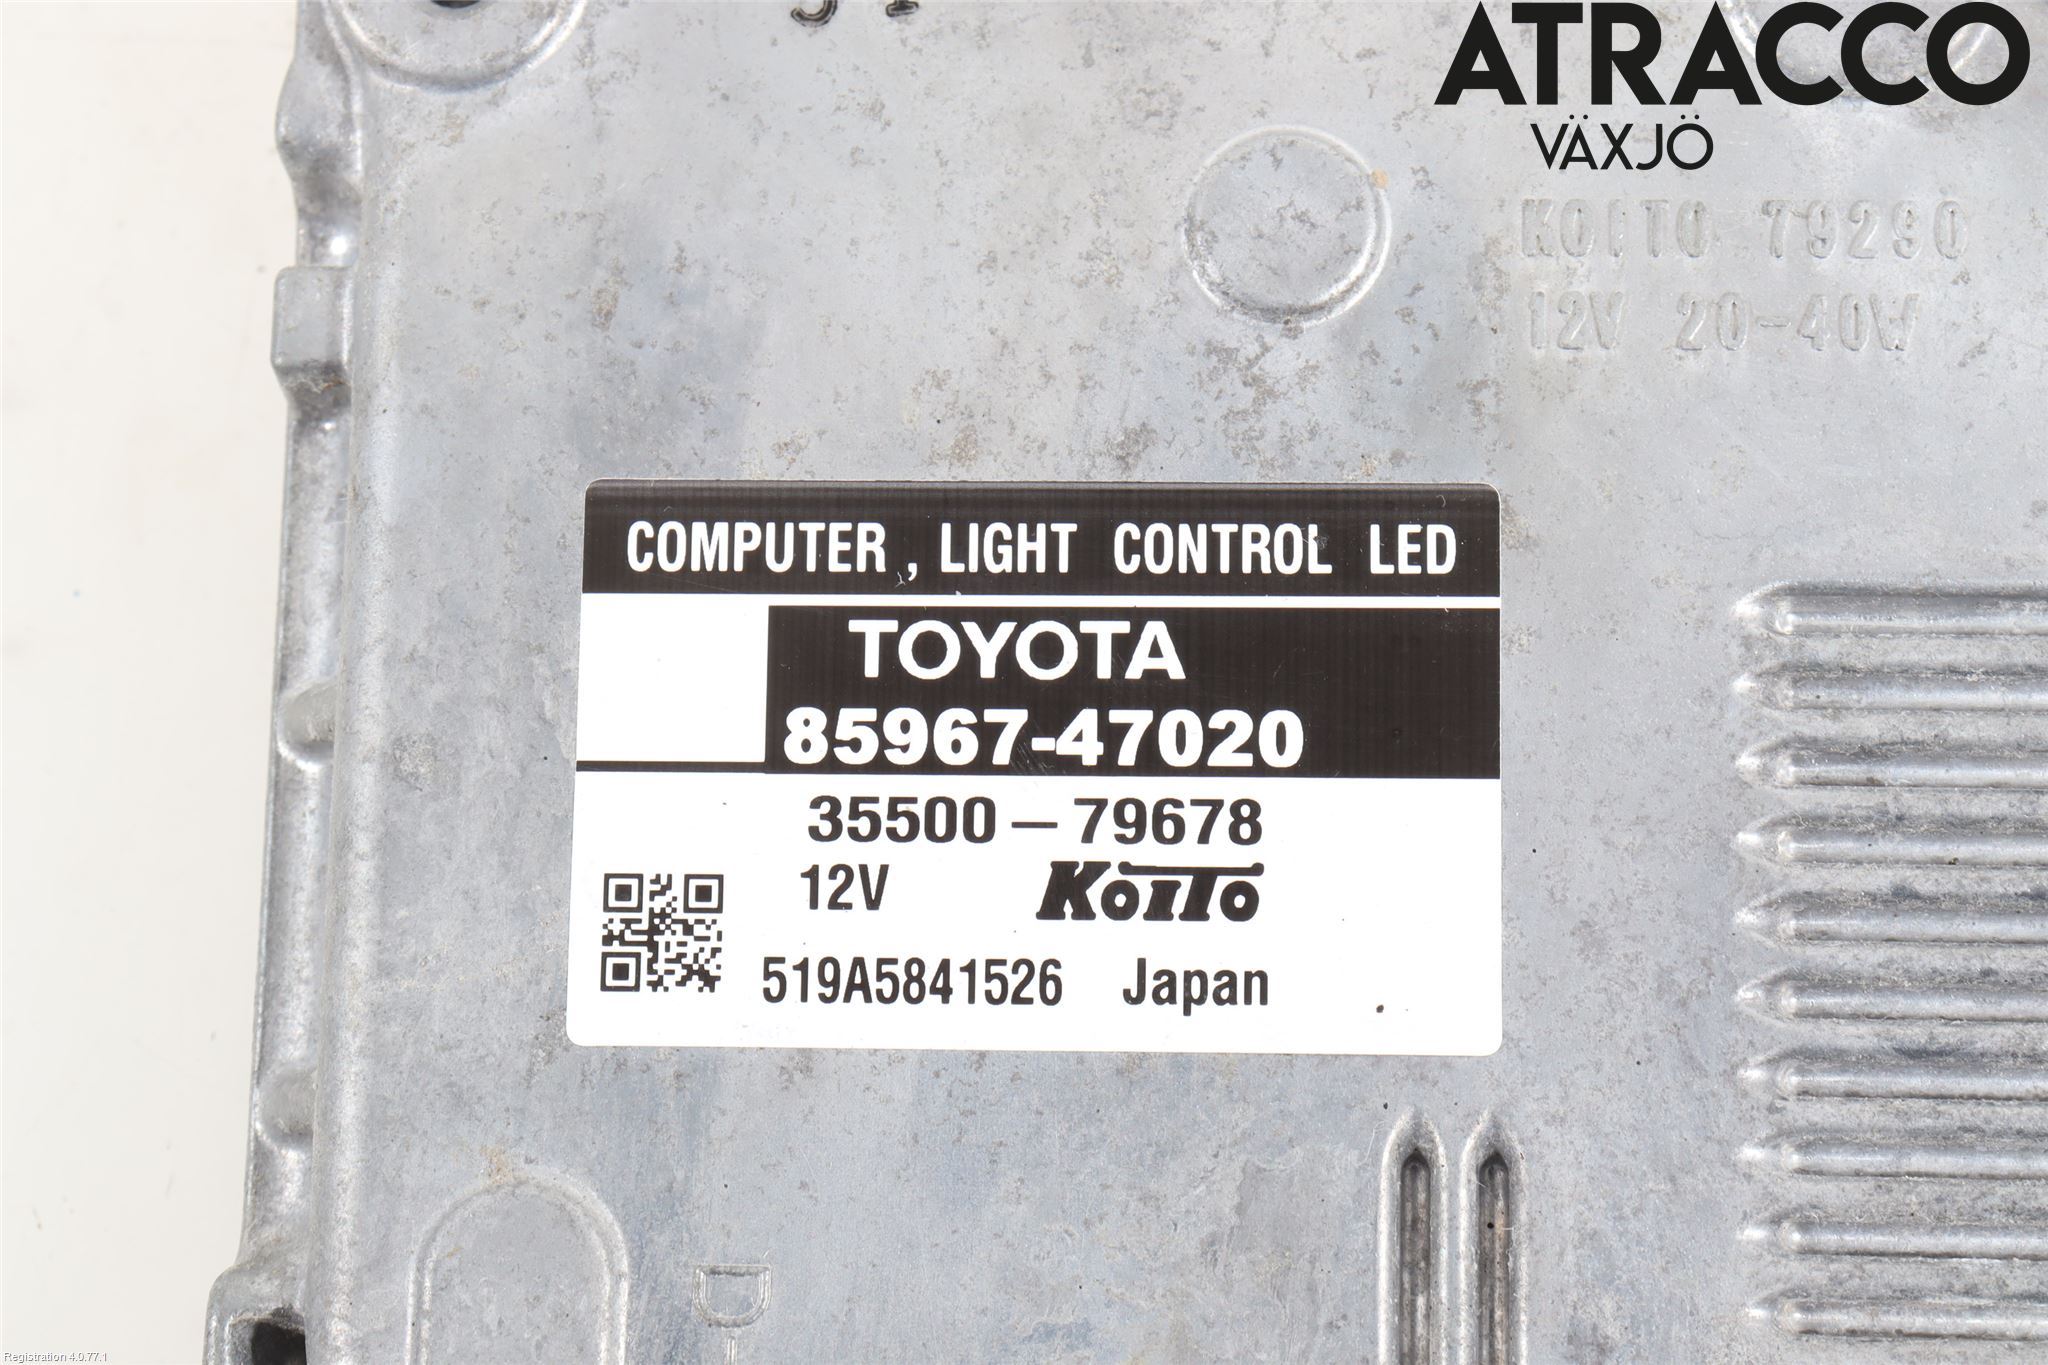 ATRACCO
VÄXJÖ
KOITO 79290
12V 20-40W
COMPUTER , LIGHT CONTROL LED
TOYOTA
85967-47020
35500-79678
12V KOITO
519A5841526 Japan
Registration 4.0.77.1